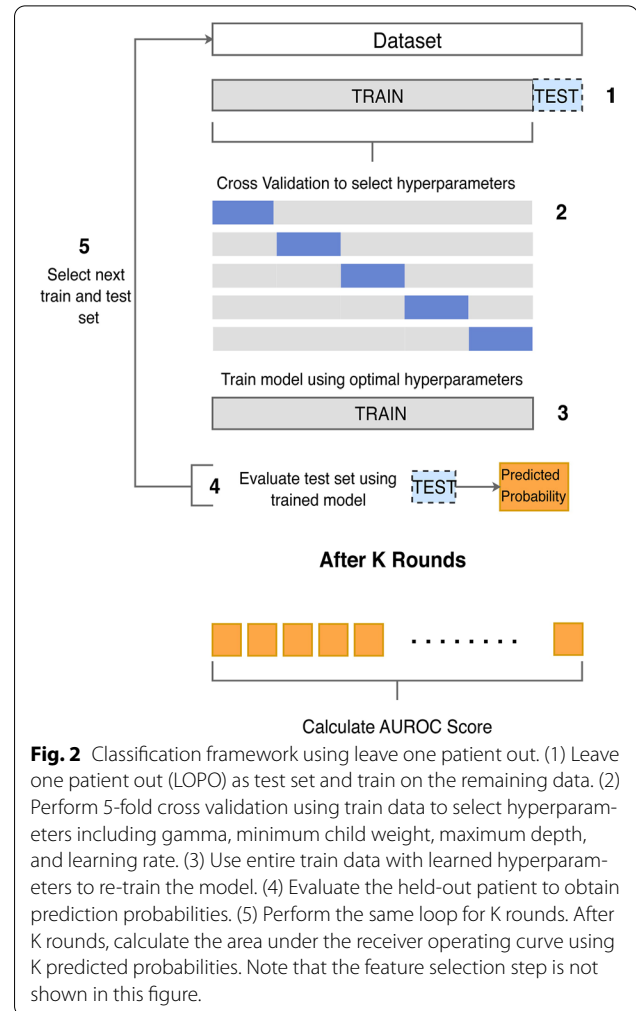 Dataset
TRAIN
TEST
1
Cross Validation to select hyperparameters
2
5
Select next
train and test
set
Train model using optimal hyperparameters
TRAIN
3
4
Evaluate test set using
trained model
TEST
Predicted
Probability
After K Rounds
. . . . . . . .
Calculate AUROC Score
Fig. 2 Classification framework using leave one patient out. (1) Leave
one patient out (LOPO) as test set and train on the remaining data. (2)
Perform 5-fold cross validation using train data to select hyperparam-
eters including gamma, minimum child weight, maximum depth,
and learning rate. (3) Use entire train data with learned hyperparam-
eters to re-train the model. (4) Evaluate the held-out patient to obtain
prediction probabilities. (5) Perform the same loop for K rounds. After
K rounds, calculate the area under the receiver operating curve using
K predicted probabilities. Note that the feature selection step is not
shown in this figure.